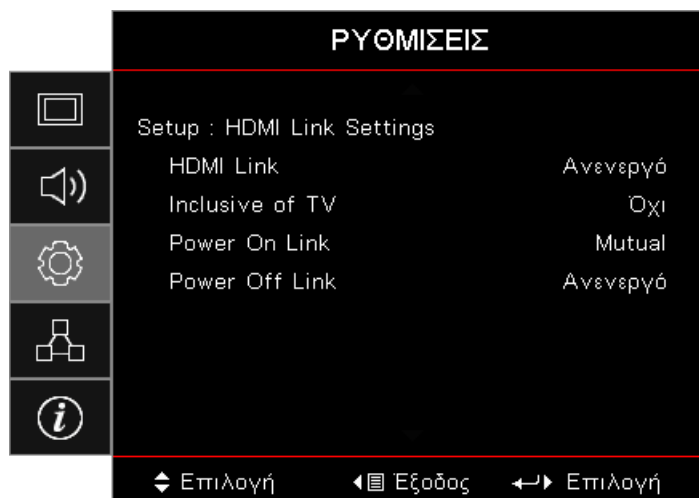 ΡΥΘΜΙΣΕΙΣ
Setup : HDMI Link Settings
HDMI Link Ανενεργό
Inclusive of TV Όχι
Power On Link Mutual
Power Off Link Ανενεργό
Επιλογή Έξοδος Επιλογή